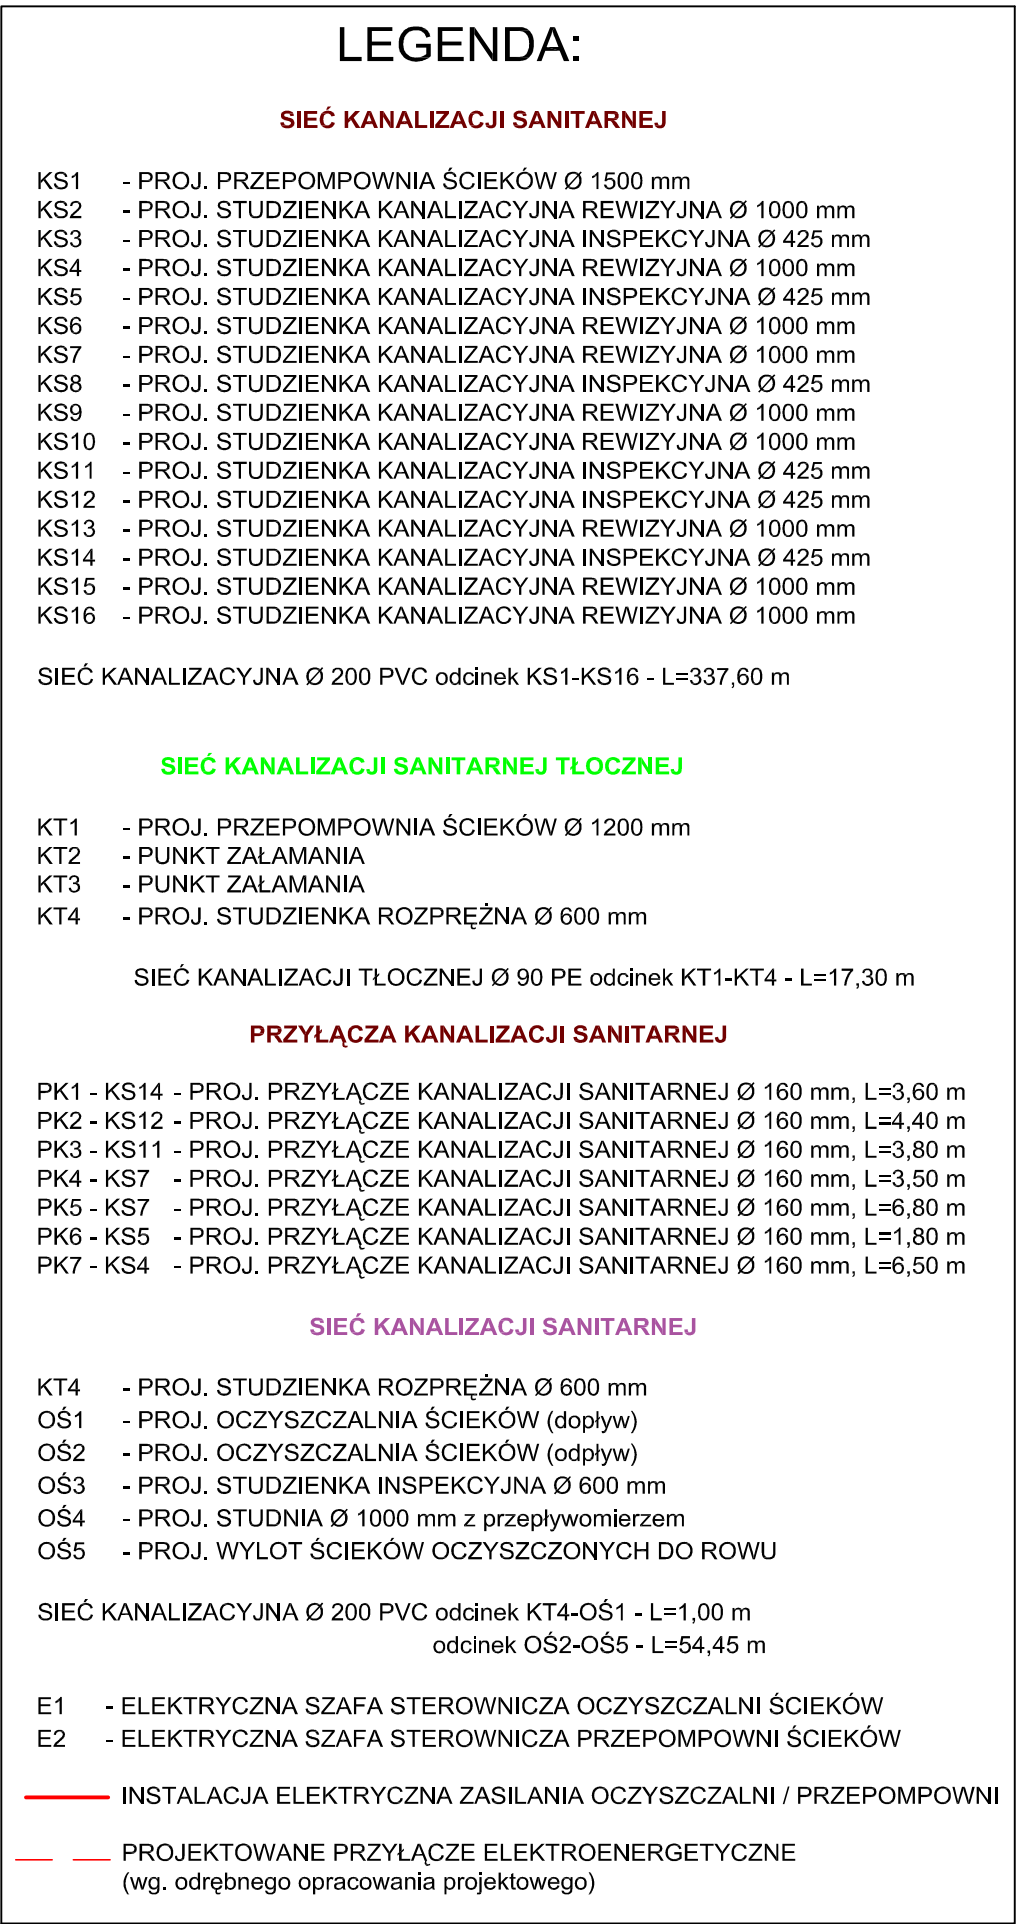 LEGENDA:
SIEĆ KANALIZACJI SANITARNEJ
KS1 - PROJ. PRZEPOMPOWNIA ŚCIEKÓW Ø 1500 mm
KS2 - PROJ. STUDZIENKA KANALIZACYJNA REWIZYJNA Ø 1000 mm
KS3 - PROJ. STUDZIENKA KANALIZACYJNA INSPEKCYJNA Ø 425 mm
KS4 - PROJ. STUDZIENKA KANALIZACYJNA REWIZYJNA Ø 1000 mm
KS5 - PROJ. STUDZIENKA KANALIZACYJNA INSPEKCYJNA Ø 425 mm
KS6 - PROJ. STUDZIENKA KANALIZACYJNA REWIZYJNA Ø 1000 mm
KS7 - PROJ. STUDZIENKA KANALIZACYJNA REWIZYJNA Ø 1000 mm
KS8 - PROJ. STUDZIENKA KANALIZACYJNA INSPEKCYJNA Ø 425 mm
KS9 - PROJ. STUDZIENKA KANALIZACYJNA REWIZYJNA Ø 1000 mm
KS10 - PROJ. STUDZIENKA KANALIZACYJNA REWIZYJNA Ø 1000 mm
KS11 - PROJ. STUDZIENKA KANALIZACYJNA INSPEKCYJNA Ø 425 mm
KS12 - PROJ. STUDZIENKA KANALIZACYJNA INSPEKCYJNA Ø 425 mm
KS13 - PROJ. STUDZIENKA KANALIZACYJNA REWIZYJNA Ø 1000 mm
KS14 - PROJ. STUDZIENKA KANALIZACYJNA INSPEKCYJNA Ø 425 mm
KS15 - PROJ. STUDZIENKA KANALIZACYJNA REWIZYJNA Ø 1000 mm
KS16 - PROJ. STUDZIENKA KANALIZACYJNA REWIZYJNA Ø 1000 mm
SIEĆ KANALIZACYJNA Ø 200 PVC odcinek KS1-KS16 - L=337,60 m
SIEĆ KANALIZACJI SANITARNEJ TŁOCZNEJ
KT1 - PROJ. PRZEPOMPOWNIA ŚCIEKÓW Ø 1200 mm
KT2 - PUNKT ZAŁAMANIA
KT3 - PUNKT ZAŁAMANIA
KT4 - PROJ. STUDZIENKA ROZPRĘŻNA Ø 600 mm
SIEĆ KANALIZACJI TŁOCZNEJ Ø 90 PE odcinek KT1-KT4 - L=17,30 m
PRZYŁĄCZA KANALIZACJI SANITARNEJ
PK1 - KS14 - PROJ. PRZYŁĄCZE KANALIZACJI SANITARNEJ Ø 160 mm, L=3,60 m
PK2 - KS12 - PROJ. PRZYŁĄCZE KANALIZACJI SANITARNEJ Ø 160 mm, L=4,40 m
PK3 - KS11 - PROJ. PRZYŁĄCZE KANALIZACJI SANITARNEJ Ø 160 mm, L=3,80 m
PK4 - KS7 - PROJ. PRZYŁĄCZE KANALIZACJI SANITARNEJ Ø 160 mm, L=3,50 m
PK5 - KS7 - PROJ. PRZYŁĄCZE KANALIZACJI SANITARNEJ Ø 160 mm, L=6,80 m
PK6 - KS5 - PROJ. PRZYŁĄCZE KANALIZACJI SANITARNEJ Ø 160 mm, L=1,80 m
PK7 - KS4 - PROJ. PRZYŁĄCZE KANALIZACJI SANITARNEJ Ø 160 mm, L=6,50 m
SIEĆ KANALIZACJI SANITARNEJ
KT4 - PROJ. STUDZIENKA ROZPRĘŻNA Ø 600 mm
OŚ1 - PROJ. OCZYSZCZALNIA ŚCIEKÓW (dopływ)
OŚ2 - PROJ. OCZYSZCZALNIA ŚCIEKÓW (odpływ)
OŚ3 - PROJ. STUDZIENKA INSPEKCYJNA Ø 600 mm
OŚ4 - PROJ. STUDNIA Ø 1000 mm z przepływomierzem
OŚ5 - PROJ. WYLOT ŚCIEKÓW OCZYSZCZONYCH DO ROWU
SIEĆ KANALIZACYJNA Ø 200 PVC odcinek KT4-OŚ1 - L=1,00 m
odcinek OŚ2-OŚ5 - L=54,45 m
E1 - ELEKTRYCZNA SZAFA STEROWNICZA OCZYSZCZALNI ŚCIEKÓW
E2 - ELEKTRYCZNA SZAFA STEROWNICZA PRZEPOMPOWNI ŚCIEKÓW
INSTALACJA ELEKTRYCZNA ZASILANIA OCZYSZCZALNI / PRZEPOMPOWNI
PROJEKTOWANE PRZYŁĄCZE ELEKTROENERGETYCZNE
(wg. odrębnego opracowania projektowego)